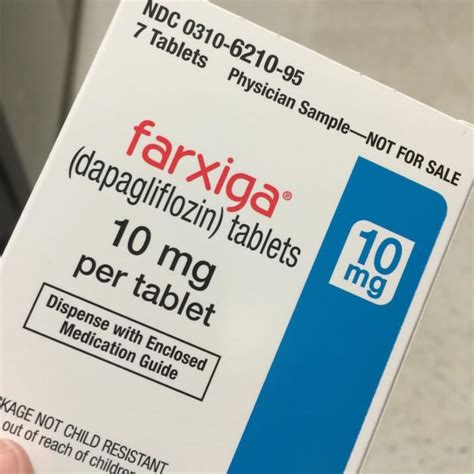 NDC 0310-6210-95
7 Tablets
Physician Sample—NOT FOR SALE
farxiga®
(dapagliflozin) tablets
10 mg
per tablet
10
mg
Dispense with Enclosed
Medication Guide
KAGE NOT CHILD RESISTANT.
out of reach of children